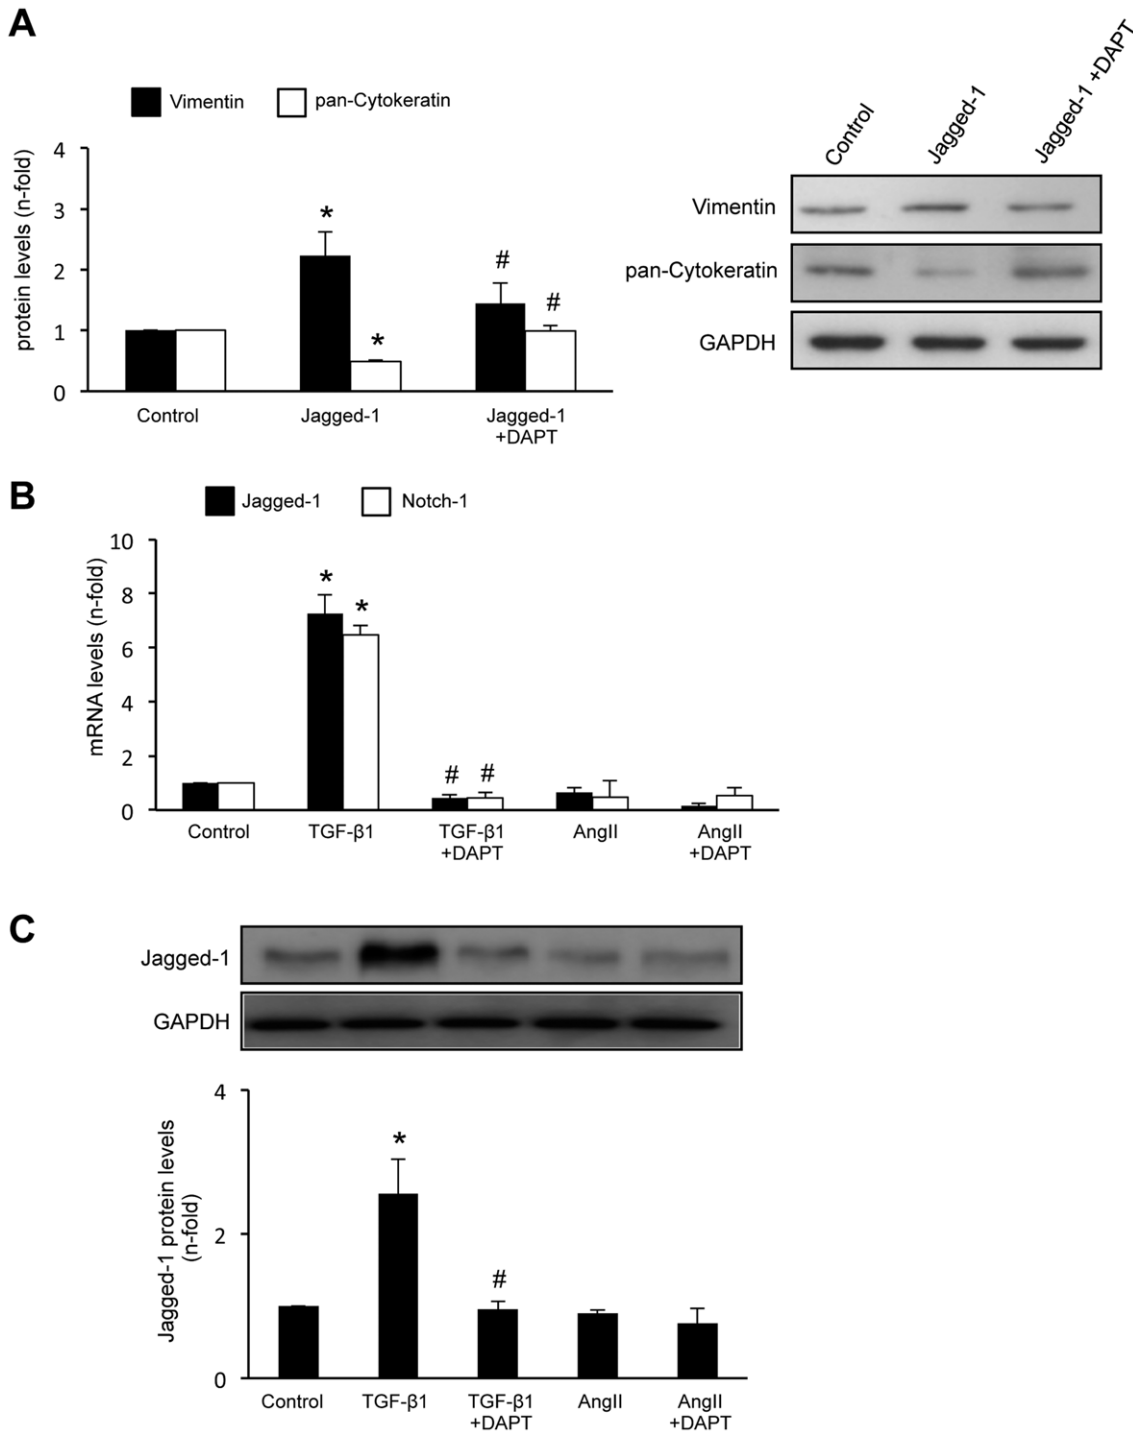 A
Vimentin
pan-Cytokeratin
protein levels (n-fold)
4
3
2
1
0
*
*
#
#
Control
Jagged-1
Jagged-1
+DAPT
Control
Jagged-1
Jagged-1 +DAPT
Vimentin
pan-Cytokeratin
GAPDH
B
Jagged-1
Notch-1
mRNA levels (n-fold)
10
8
6
4
2
0
*
*
#
#
Control
TGF-β1
TGF-β1
+DAPT
AngII
AngII
+DAPT
C
Jagged-1
GAPDH
Jagged-1 protein levels
(n-fold)
4
2
0
*
#
Control
TGF-β1
TGF-β1
+DAPT
AngII
AngII
+DAPT